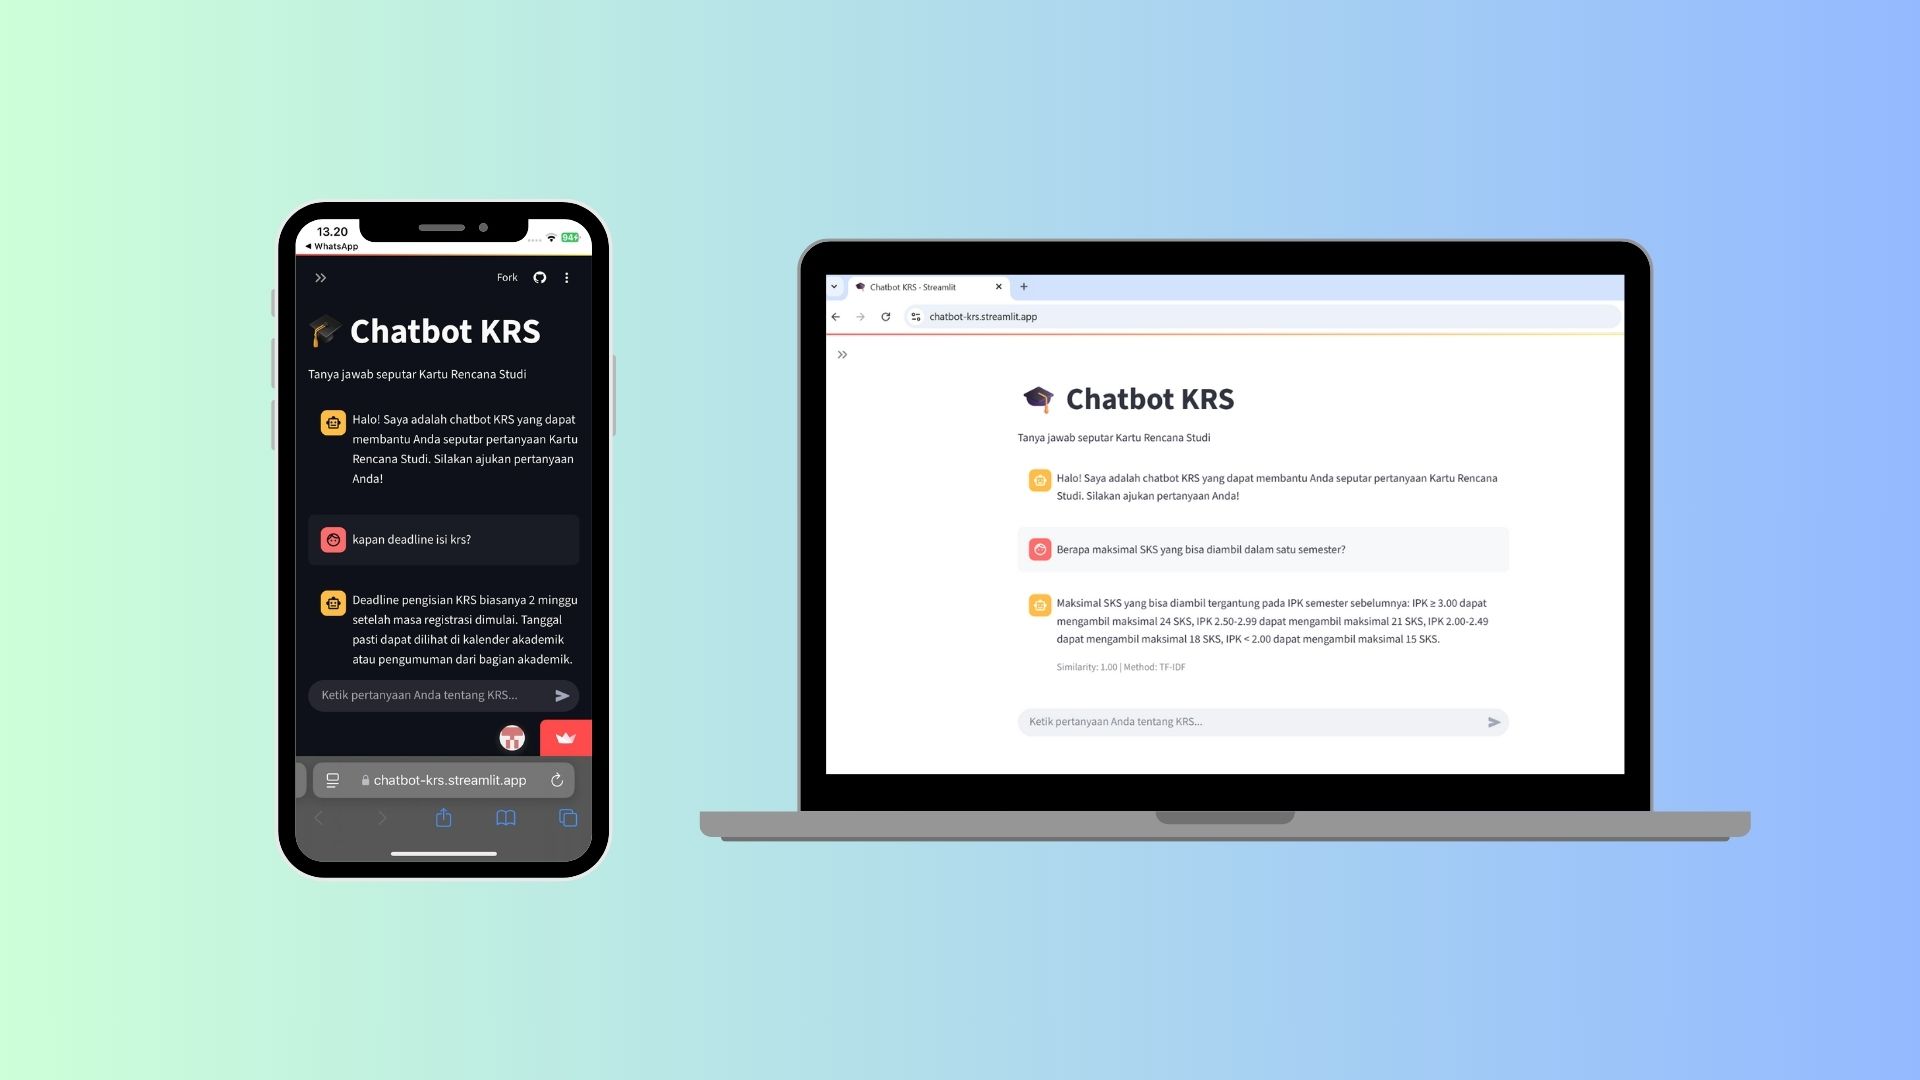 13.20
◀ WhatsApp
94
Fork
Chatbot KRS
Tanya jawab seputar Kartu Rencana Studi
Halo! Saya adalah chatbot KRS yang dapat
membantu Anda seputar pertanyaan Kartu
Rencana Studi. Silakan ajukan pertanyaan
Anda!
kapan deadline isi krs?
Deadline pengisian KRS biasanya 2 minggu
setelah masa registrasi dimulai. Tanggal
pasti dapat dilihat di kalender akademik
atau pengumuman dari bagian akademik.
Ketik pertanyaan Anda tentang KRS...
chatbot-krs.streamlit.app
Chatbot KRS - Streamlit
chatbot-krs.streamlit.app
Chatbot KRS
Tanya jawab seputar Kartu Rencana Studi
Halo! Saya adalah chatbot KRS yang dapat membantu Anda seputar pertanyaan Kartu Rencana
Studi. Silakan ajukan pertanyaan Anda!
Berapa maksimal SKS yang bisa diambil dalam satu semester?
Maksimal SKS yang bisa diambil tergantung pada IPK semester sebelumnya: IPK ≥ 3.00 dapat
mengambil maksimal 24 SKS, IPK 2.50-2.99 dapat mengambil maksimal 21 SKS, IPK 2.00-2.49
dapat mengambil maksimal 18 SKS, IPK < 2.00 dapat mengambil maksimal 15 SKS.
Similarity: 1.00 | Method: TF-IDF
Ketik pertanyaan Anda tentang KRS...